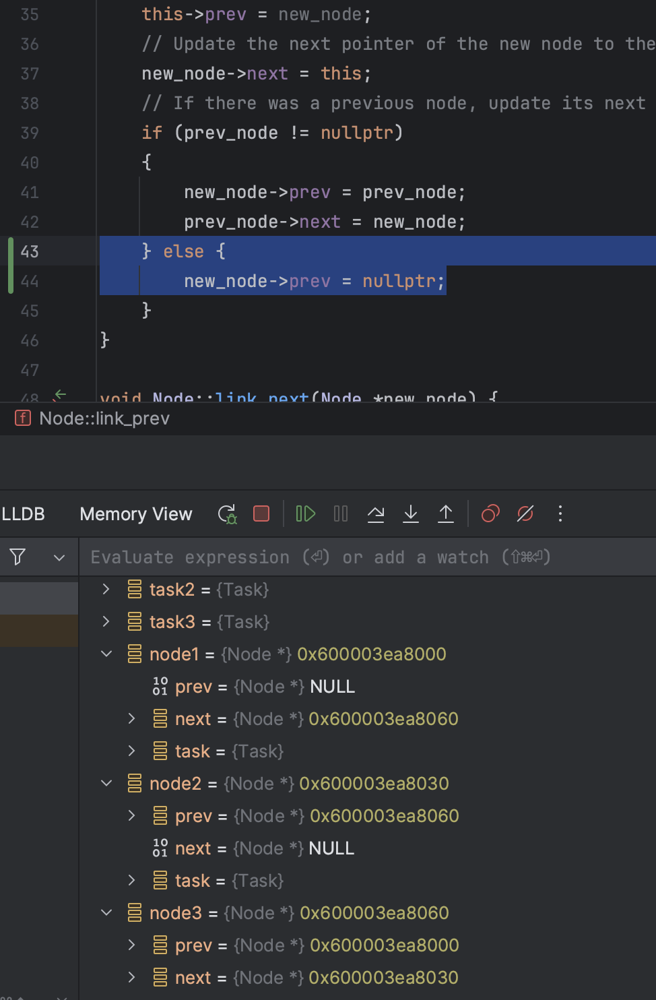 35 this->prev = new_node;
36 // Update the next pointer of the new node to the
37 new_node->next = this;
38 // If there was a previous node, update its next
39 if (prev_node != nullptr)
40 {
41 new_node->prev = prev_node;
42 prev_node->next = new_node;
43 } else {
44 new_node->prev = nullptr;
45 }
46 }
47
48 void Node::link_next(Node *new_node) {
f Node::link_prev
LLDB Memory View
Evaluate expression (⏎) or add a watch (⇧⌘⏎)
task2 = {Task}
task3 = {Task}
node1 = {Node *} 0x600003ea8000
prev = {Node *} NULL
next = {Node *} 0x600003ea8060
task = {Task}
node2 = {Node *} 0x600003ea8030
prev = {Node *} 0x600003ea8060
next = {Node *} NULL
task = {Task}
node3 = {Node *} 0x600003ea8060
prev = {Node *} 0x600003ea8000
next = {Node *} 0x600003ea8030